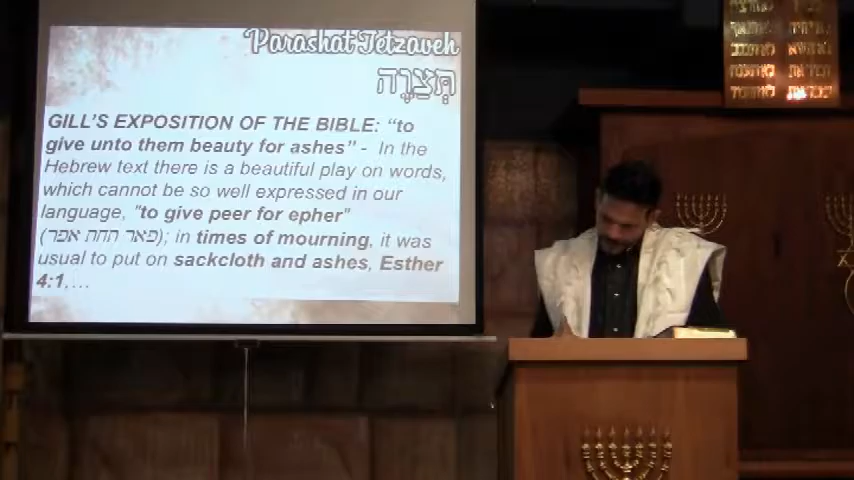 Parashat Tetzaveh
תְּצַוֶּה
GILL'S EXPOSITION OF THE BIBLE: "to
give unto them beauty for ashes" - In the
Hebrew text there is a beautiful play on words,
which cannot be so well expressed in our
language, "to give peer for epher"
(פאר תחת אפר); in times of mourning, it was
usual to put on sackcloth and ashes, Esther
4:1,...